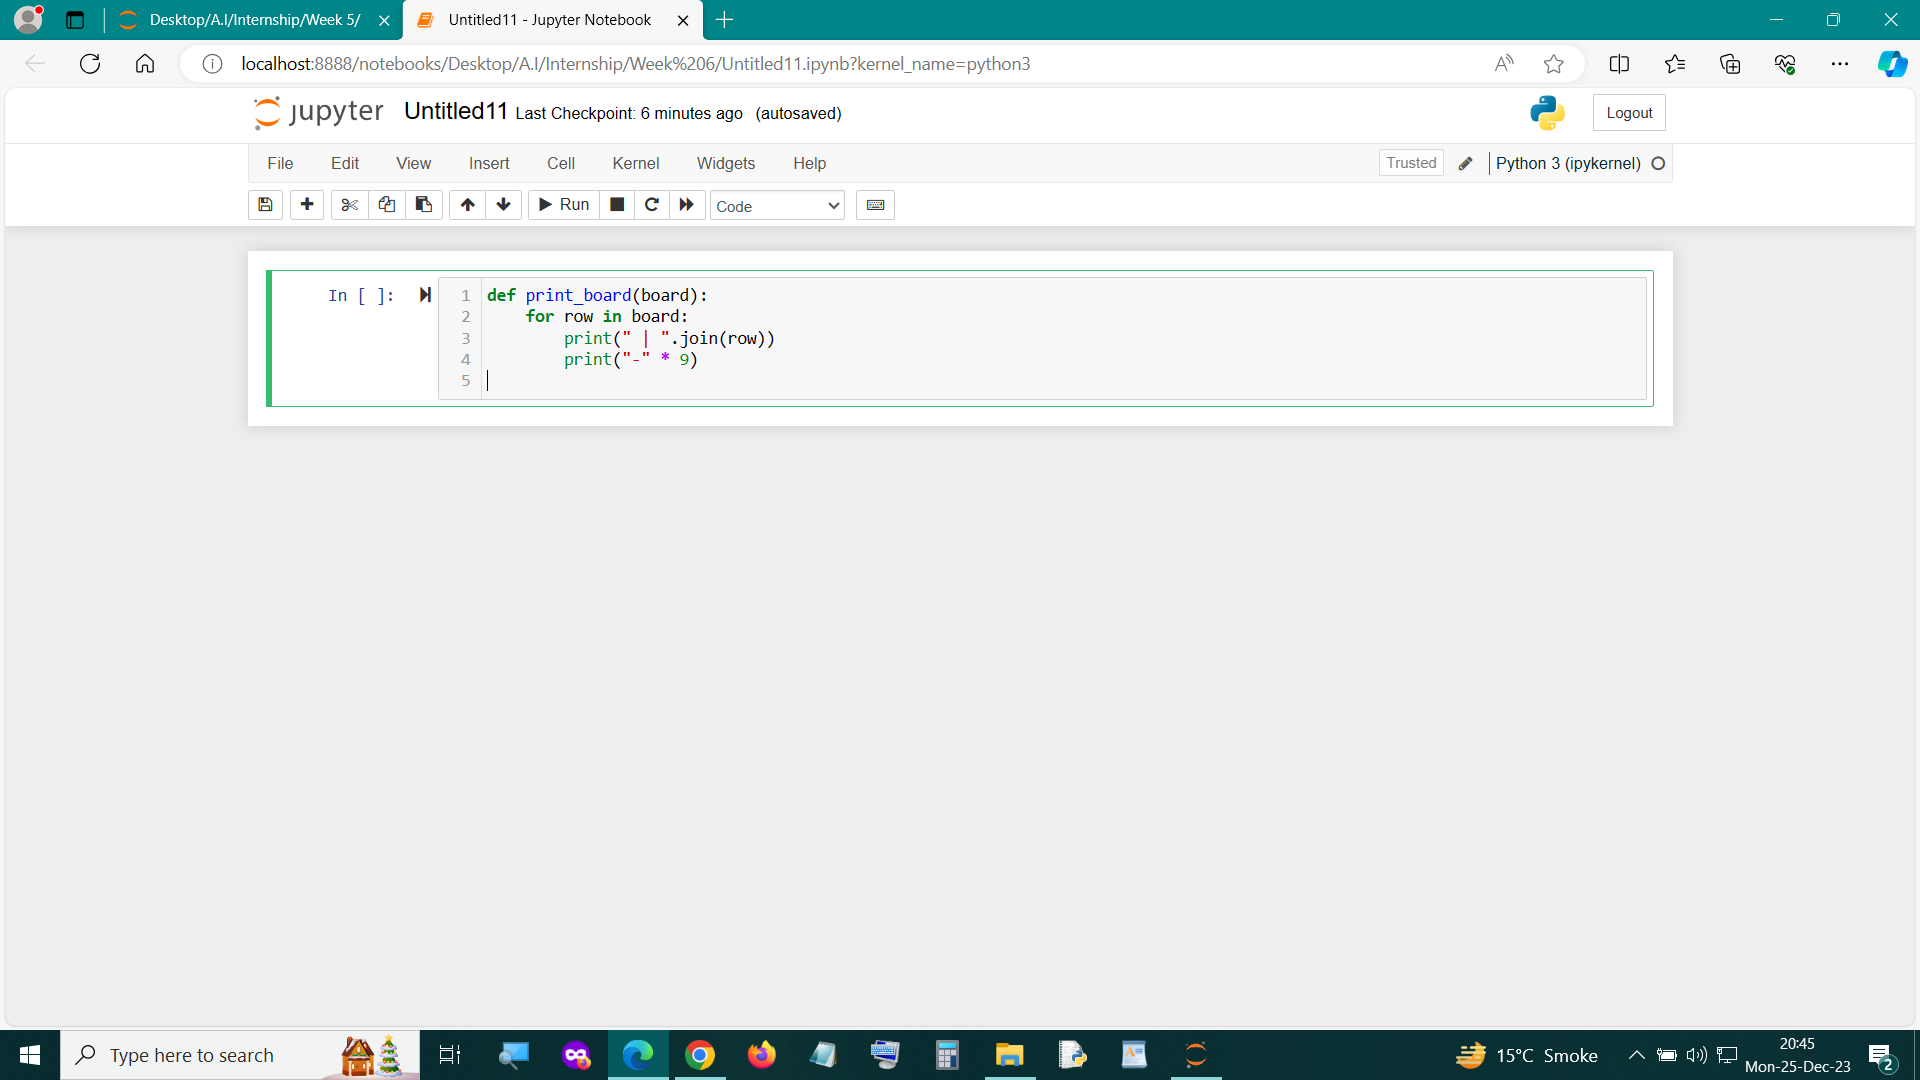 Desktop/A.I/Internship/Week 5/
Untitled11 - Jupyter Notebook
localhost:8888/notebooks/Desktop/A.I/Internship/Week%206/Untitled11.ipynb?kernel_name=python3
jupyter Untitled11 Last Checkpoint: 6 minutes ago (autosaved)
Logout
File Edit View Insert Cell Kernel Widgets Help
Trusted Python 3 (ipykernel)
Run Code
In [ ]:
1 def print_board(board):
2     for row in board:
3         print(" | ".join(row))
4         print("-" * 9)
5
Type here to search
15°C Smoke
20:45
Mon-25-Dec-23
2